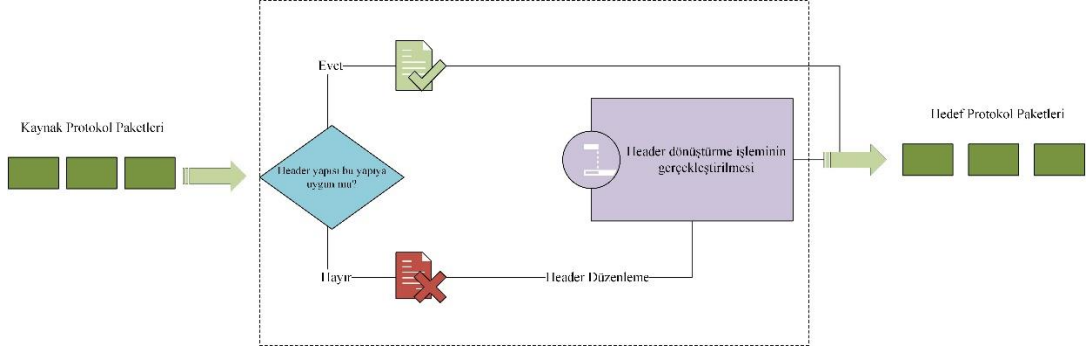 Evet
Kaynak Protokol Paketleri
Hedef Protokol Paketleri
Header yapısı bu yapıya
uygun mu?
Header dönüştürme işleminin
gerçekleştirilmesi
Hayır
Header Düzenleme